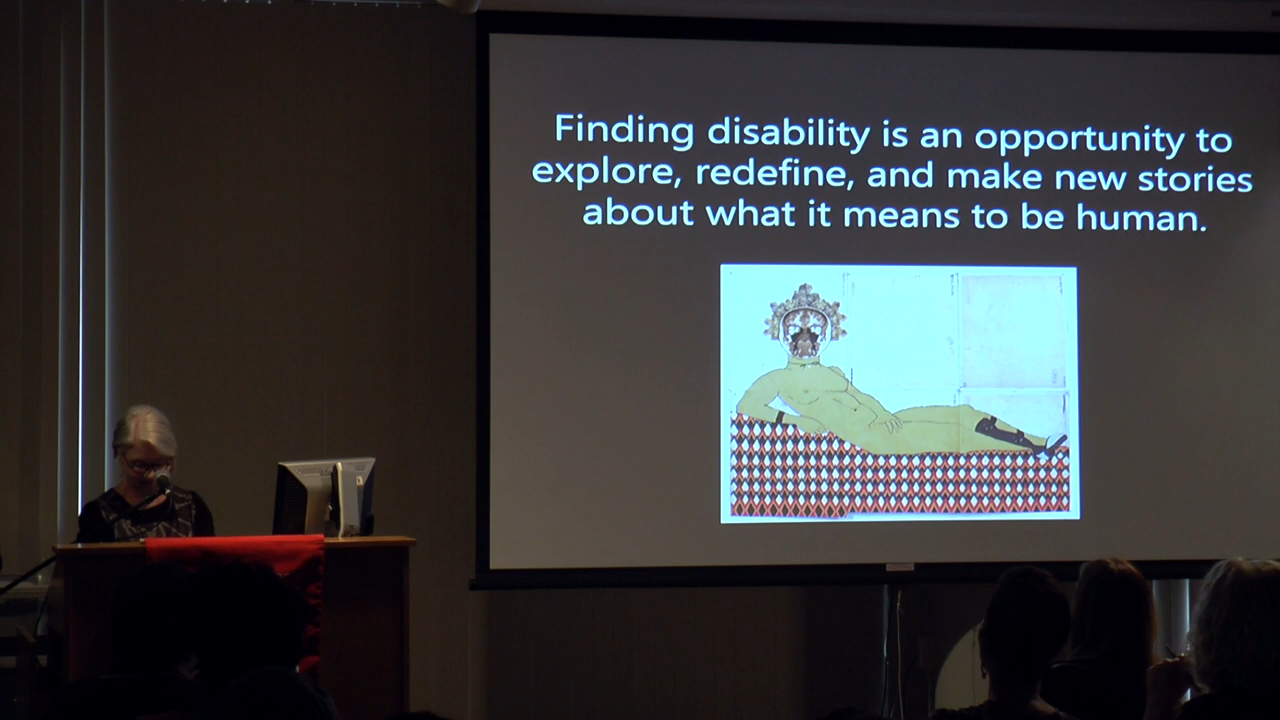 Finding disability is an opportunity to
explore, redefine, and make new stories
about what it means to be human.